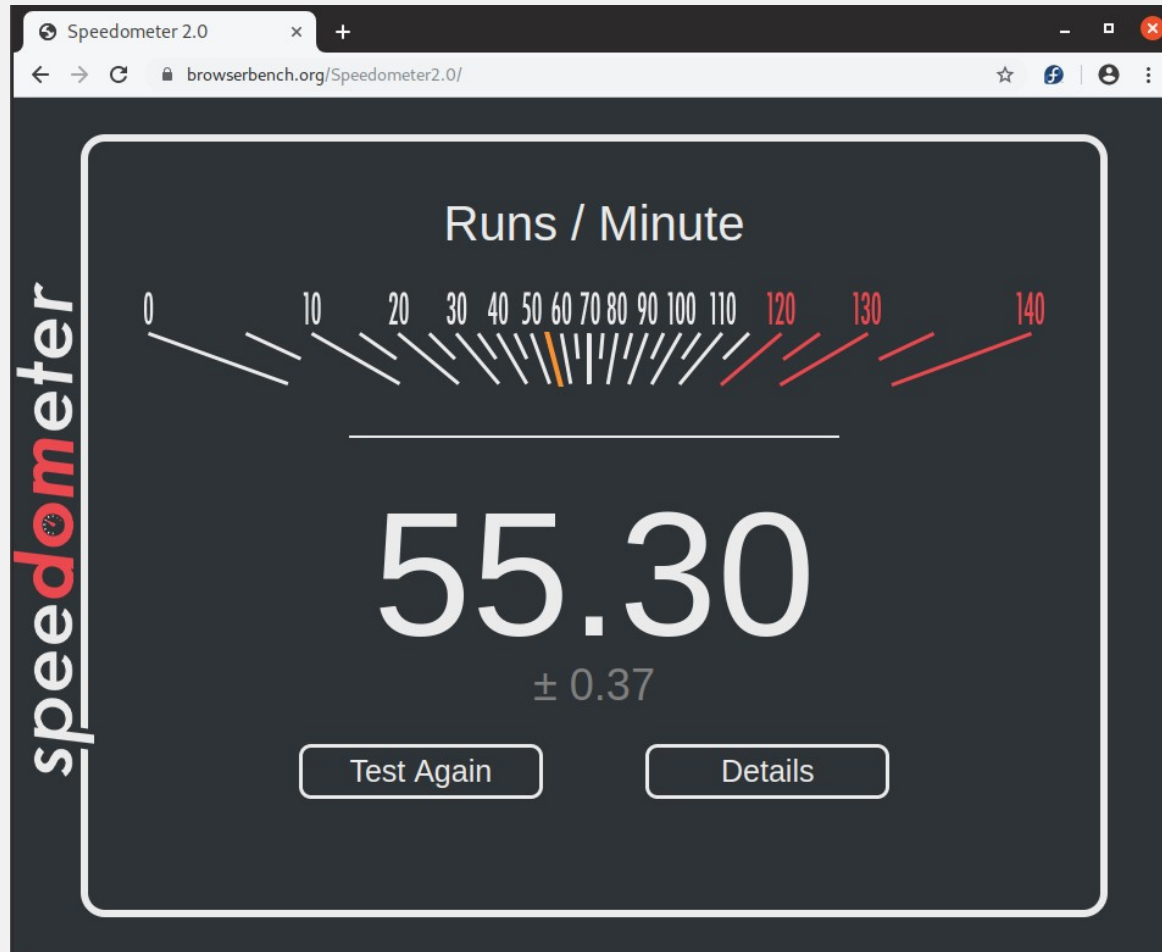 Speedometer 2.0
browserbench.org/Speedometer2.0/
speedometer
Runs / Minute
0 10 20 30 40 50 60 70 80 90 100 110 120 130 140
55.30
± 0.37
Test Again
Details